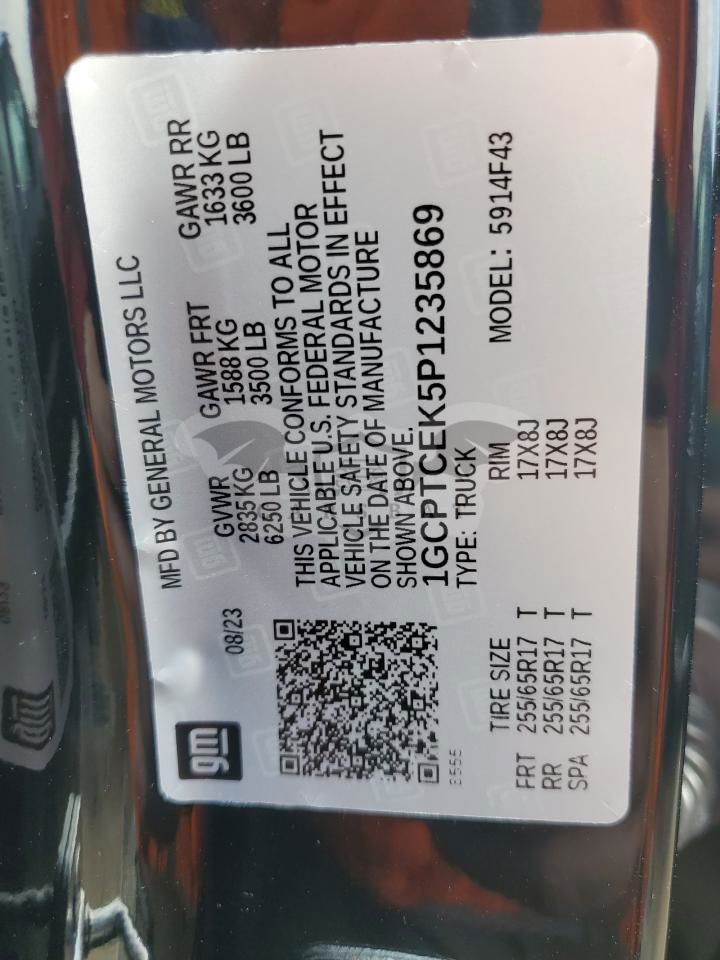 gm
08/23
MFD BY GENERAL MOTORS LLC
GVWR GAWR FRT GAWR RR
2835 KG 1588 KG 1633 KG
6250 LB 3500 LB 3600 LB
THIS VEHICLE CONFORMS TO ALL
APPLICABLE U.S. FEDERAL MOTOR
VEHICLE SAFETY STANDARDS IN EFFECT
ON THE DATE OF MANUFACTURE
SHOWN ABOVE.
1GCPTCEK5P1235869
TYPE: TRUCK
MODEL: 5914F43
TIRE SIZE RIM
FRT 255/65R17 T 17X8J
RR 255/65R17 T 17X8J
SPA 255/65R17 T 17X8J